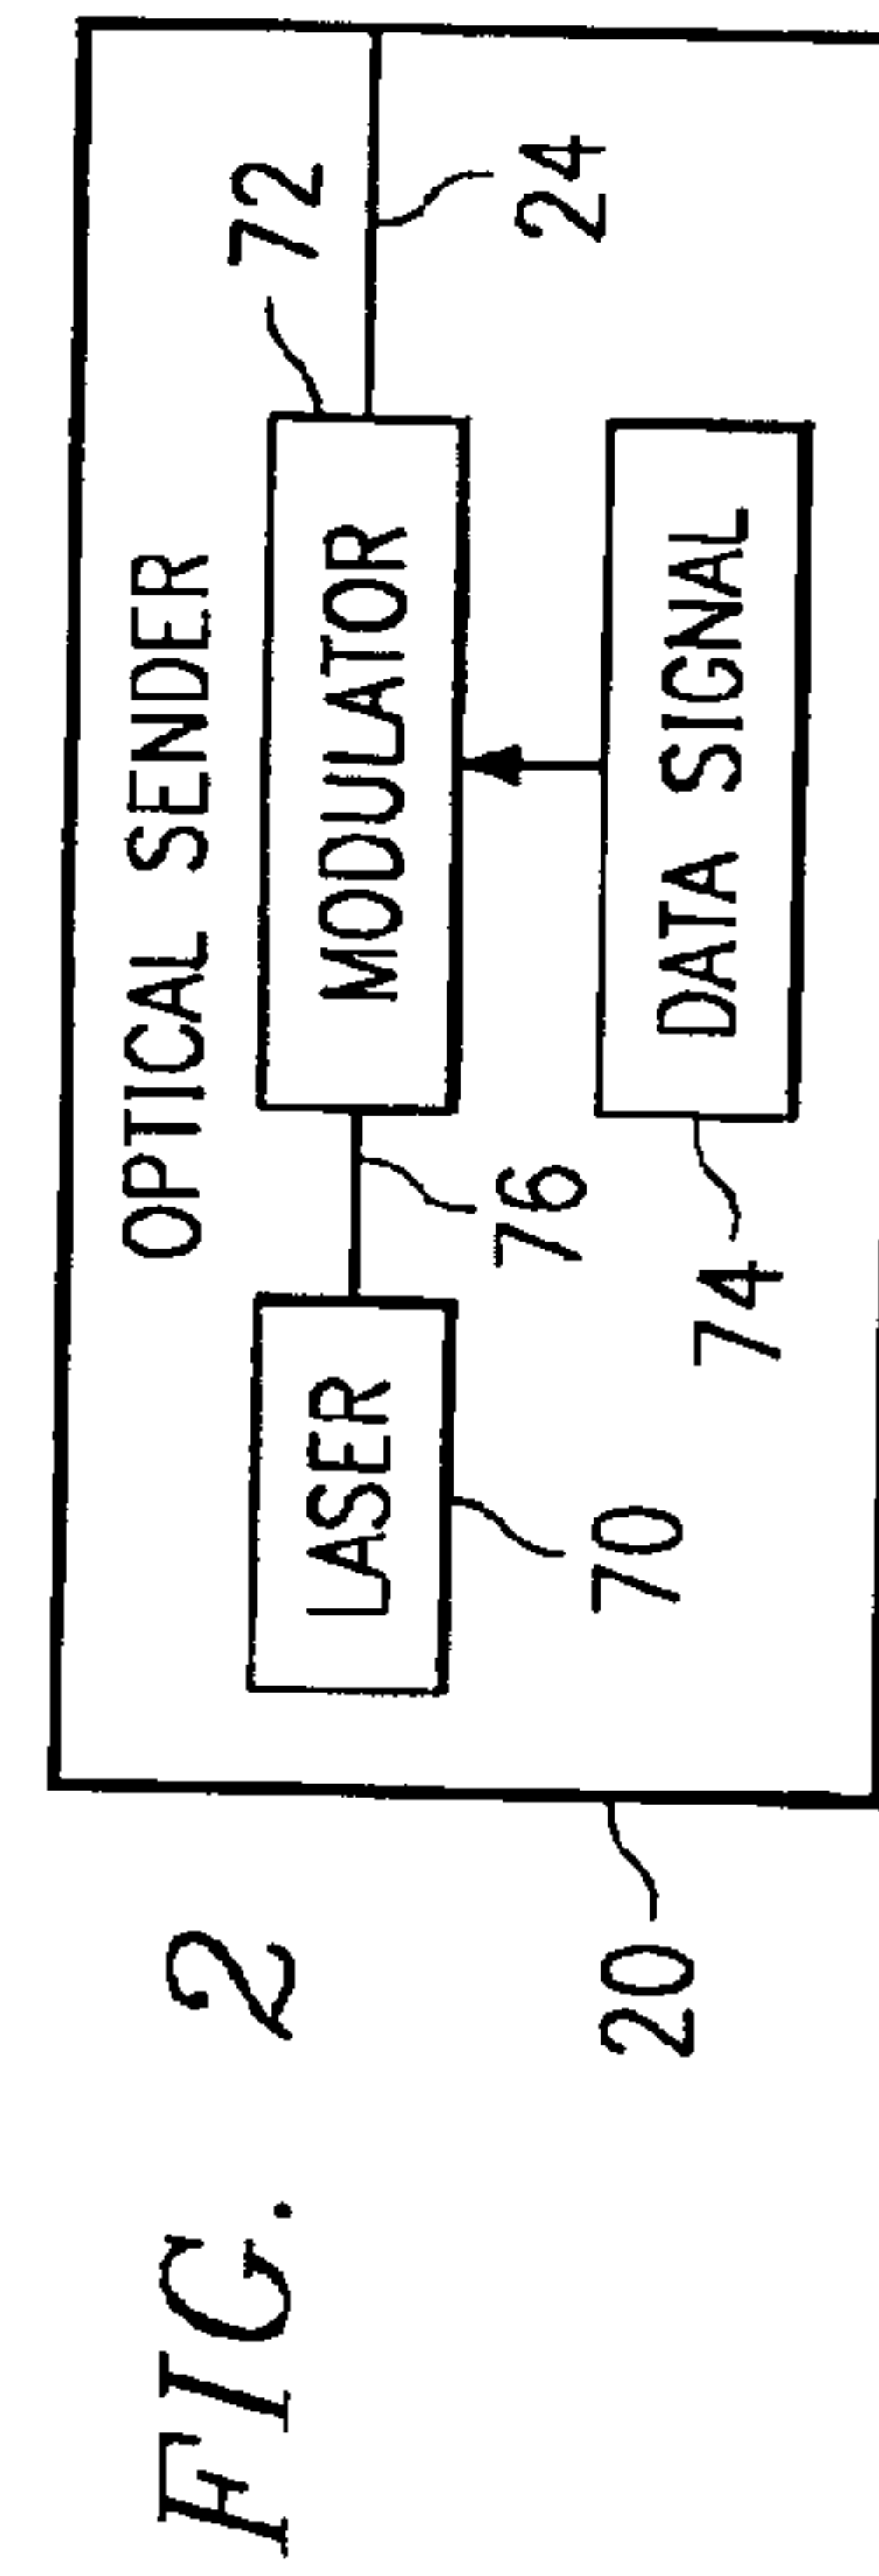 FIG. 2
OPTICAL SENDER
72
LASER
MODULATOR
24
76
70
DATA SIGNAL
74
20